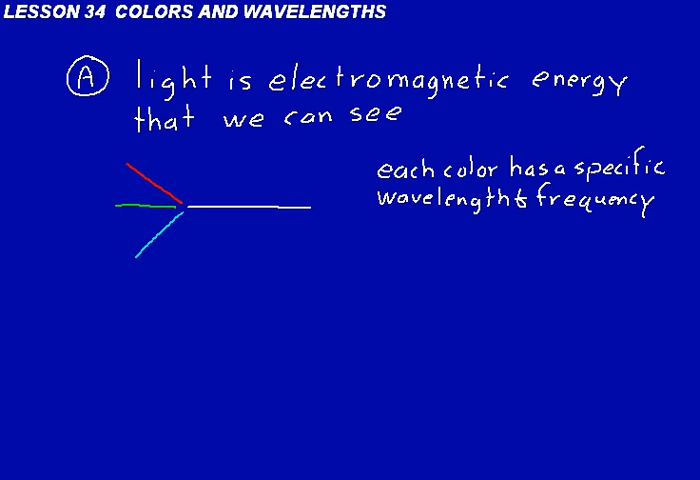 LESSON 34 COLORS AND WAVELENGTHS
A light is electromagnetic energy
that we can see
each color has a specific
wavelength & frequency